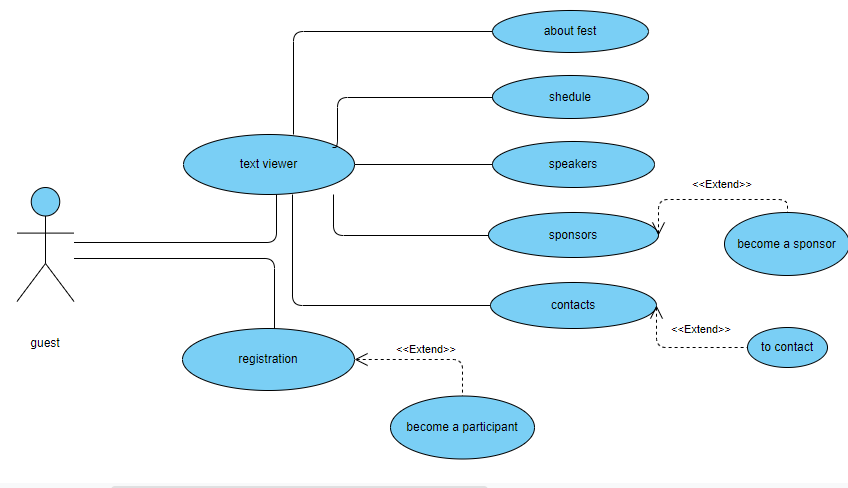 about fest
shedule
text viewer
speakers
<<Extend>>
sponsors
become a sponsor
contacts
<<Extend>>
guest
to contact
registration
<<Extend>>
become a participant